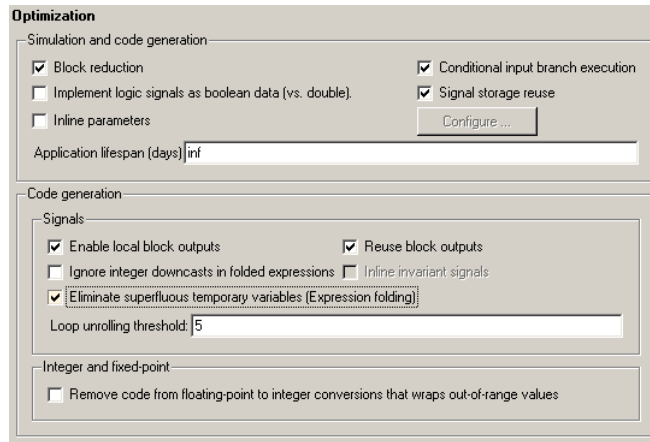 Optimization
Simulation and code generation
Block reduction
Conditional input branch execution
Implement logic signals as boolean data (vs. double).
Signal storage reuse
Inline parameters
Configure ...
Application lifespan (days) inf
Code generation
Signals
Enable local block outputs
Reuse block outputs
Ignore integer downcasts in folded expressions
Inline invariant signals
Eliminate superfluous temporary variables (Expression folding)
Loop unrolling threshold: 5
Integer and fixed-point
Remove code from floating-point to integer conversions that wraps out-of-range values